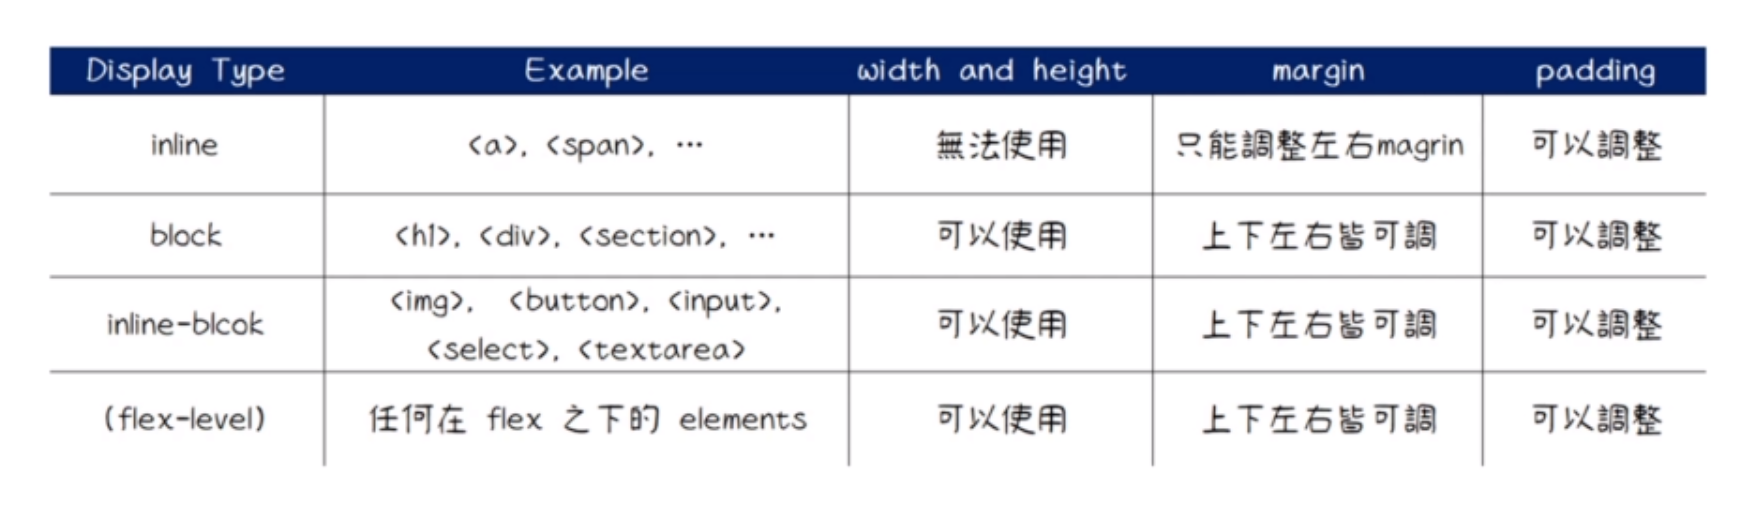 Display Type Example width and height margin padding
inline <a>, <span>, … 無法使用 只能調整左右magrin 可以調整
block <h1>, <div>, <section>, … 可以使用 上下左右皆可調 可以調整
<img>, <button>, <input>,
inline-blcok 可以使用 上下左右皆可調 可以調整
<select>, <textarea>
(flex-level) 任何在 flex 之下的 elements 可以使用 上下左右皆可調 可以調整